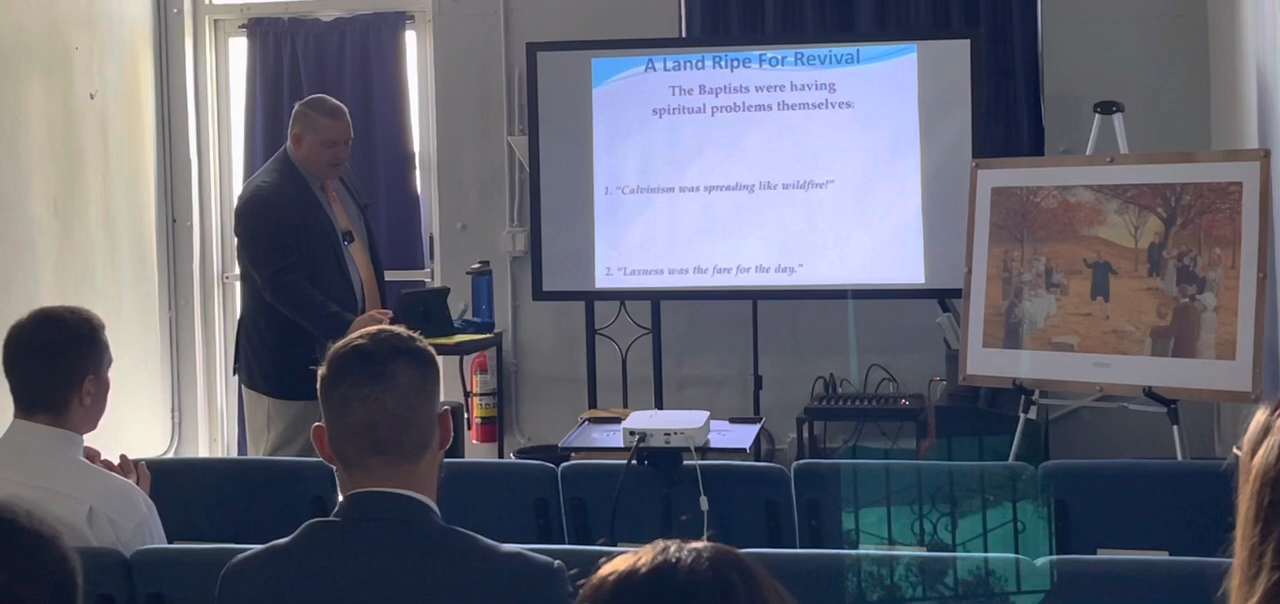 A Land Ripe For Revival
The Baptists were having
spiritual problems themselves:
1. "Calvinism was spreading like wildfire!"
2. "Laxness was the fare for the day."